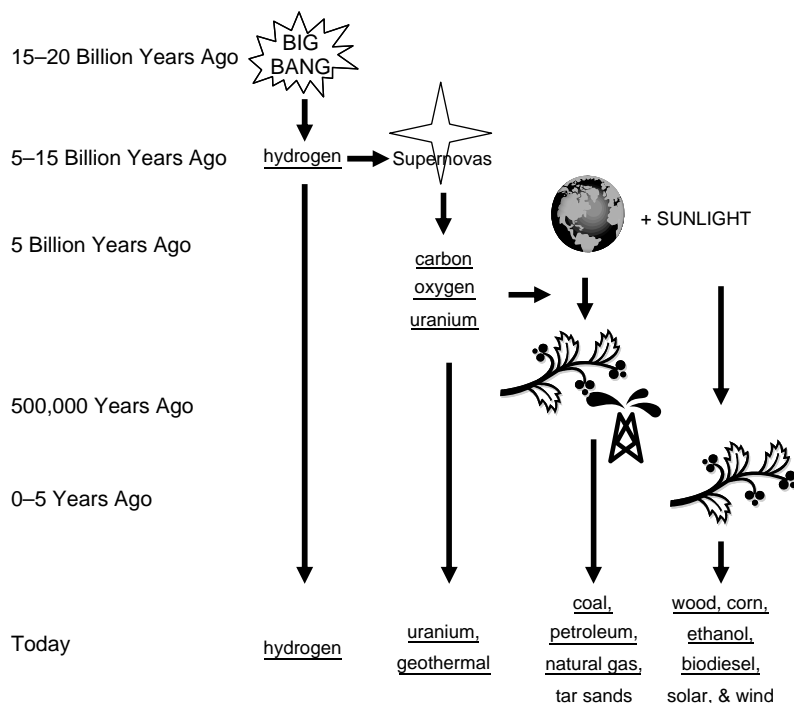 15–20 Billion Years Ago
BIG
BANG
5–15 Billion Years Ago
hydrogen
Supernovas
+ SUNLIGHT
5 Billion Years Ago
carbon
oxygen
uranium
500,000 Years Ago
0–5 Years Ago
Today
hydrogen
uranium,
geothermal
coal,
petroleum,
natural gas,
tar sands
wood, corn,
ethanol,
biodiesel,
solar, & wind